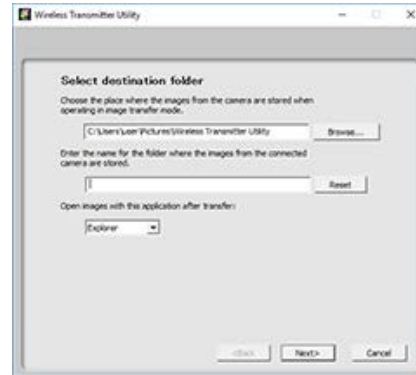 Wireless Transmitter Utility
Select destination folder
Choose the place where the images from the camera are stored when
operating in image transfer mode.
C:\Users\user\Pictures\Wireless Transmitter Utility
Browse...
Enter the name for the folder where the images from the connected
camera are stored.
Reset
Open images with this application after transfer:
Explorer
<Back
Next>
Cancel